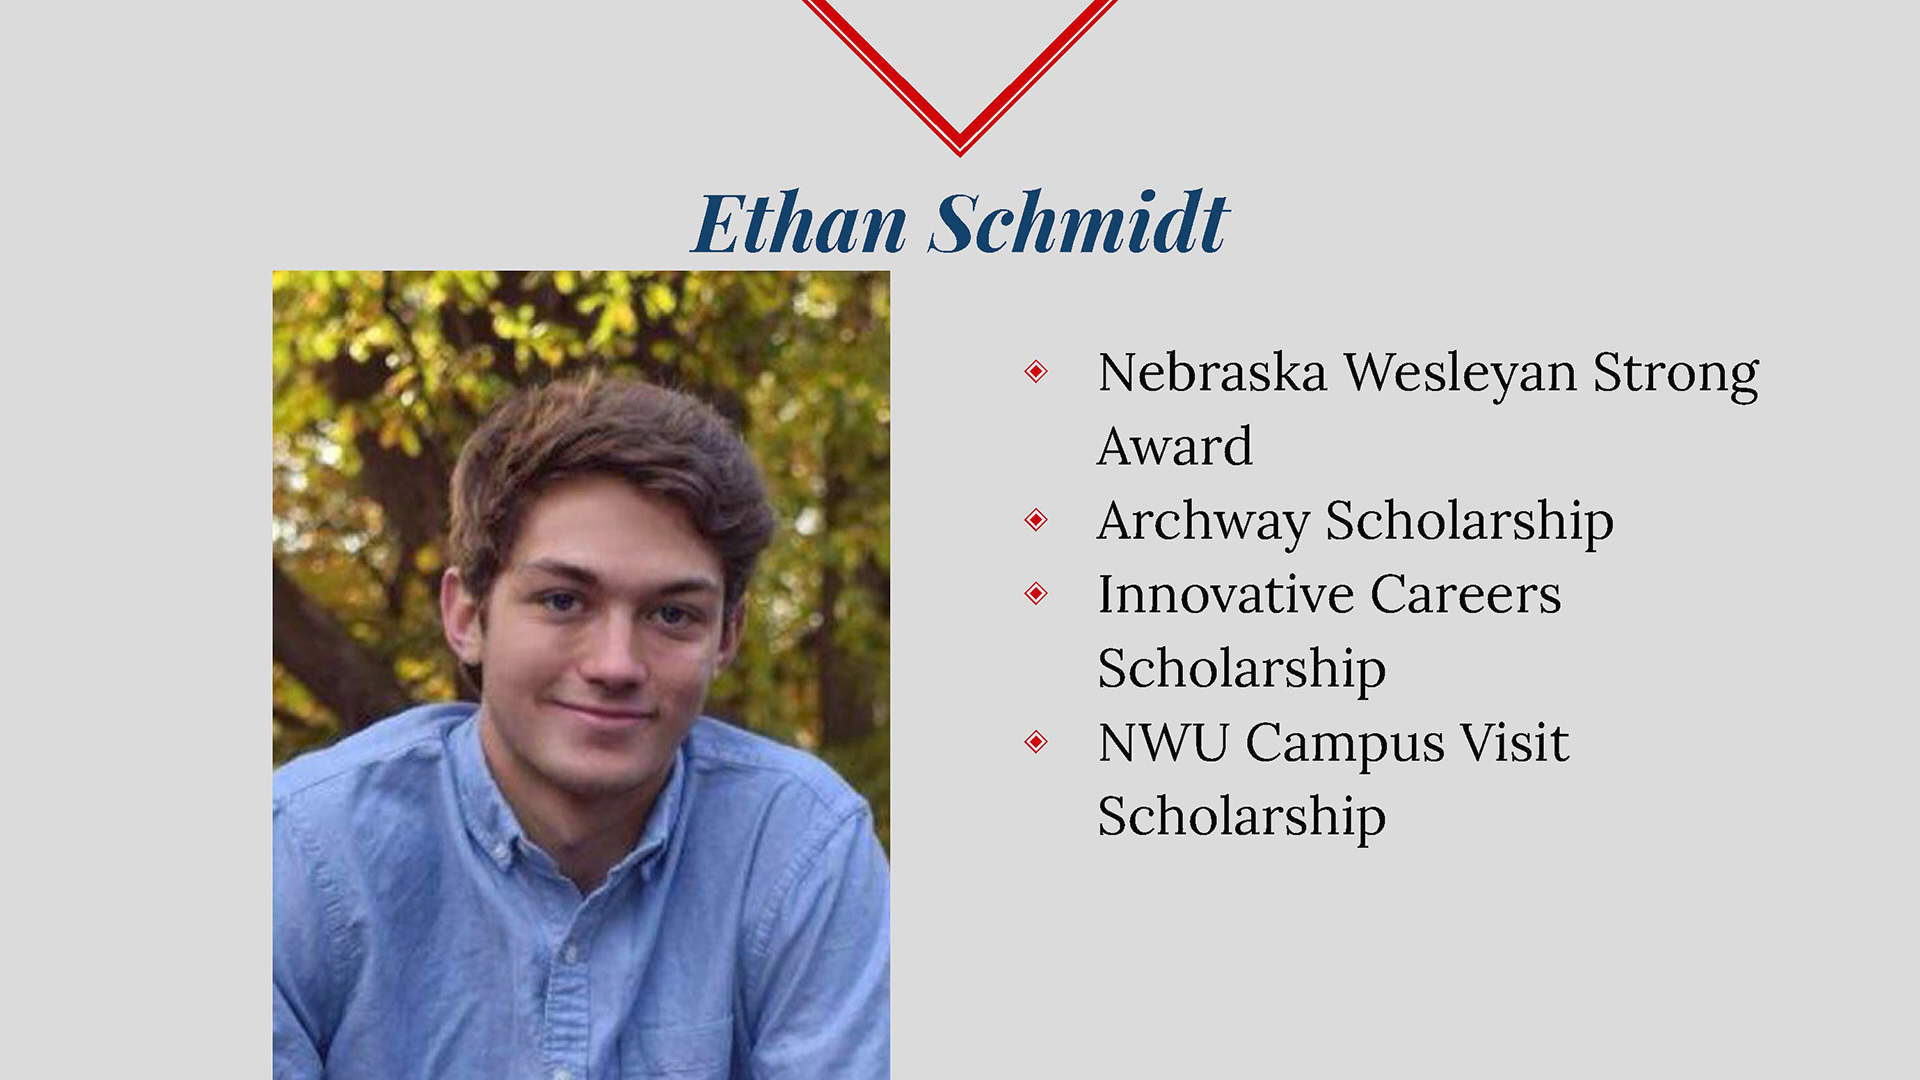 Ethan Schmidt
Nebraska Wesleyan Strong
Award
Archway Scholarship
Innovative Careers
Scholarship
NWU Campus Visit
Scholarship